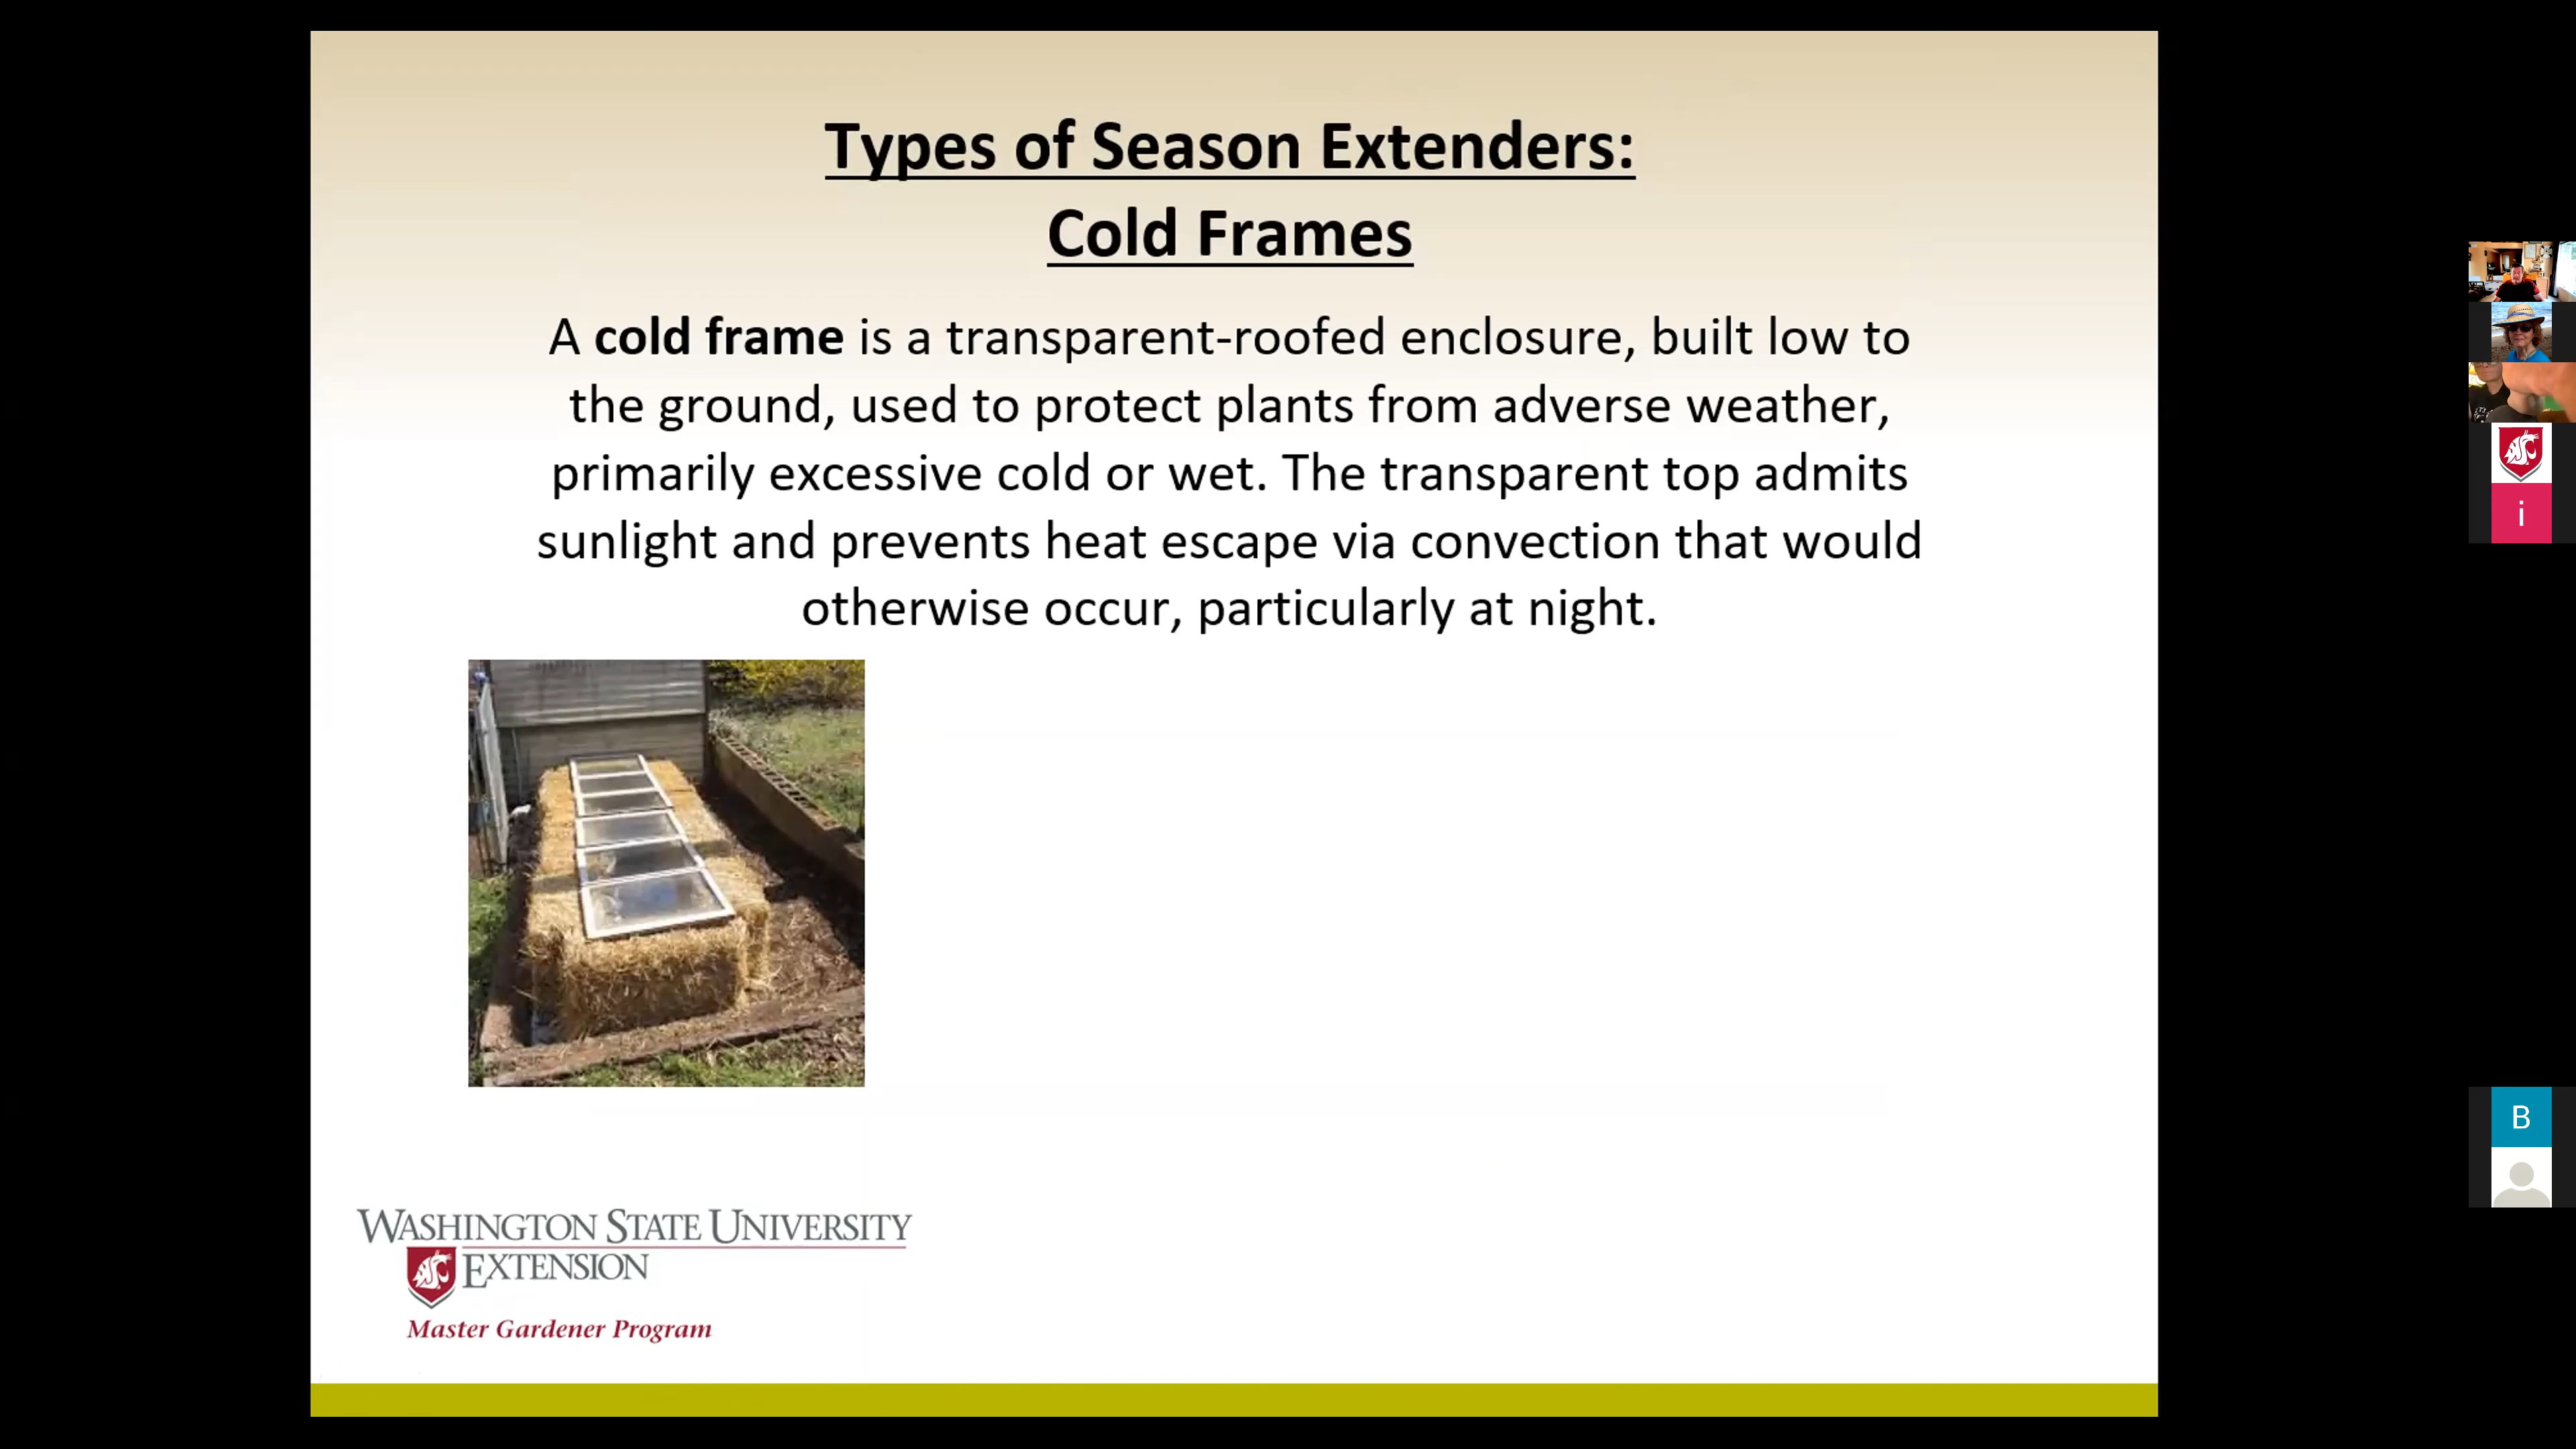 Types of Season Extenders:
Cold Frames
A cold frame is a transparent-roofed enclosure, built low to
the ground, used to protect plants from adverse weather,
primarily excessive cold or wet. The transparent top admits
sunlight and prevents heat escape via convection that would
otherwise occur, particularly at night.
WASHINGTON STATE UNIVERSITY
EXTENSION
Master Gardener Program
i
B